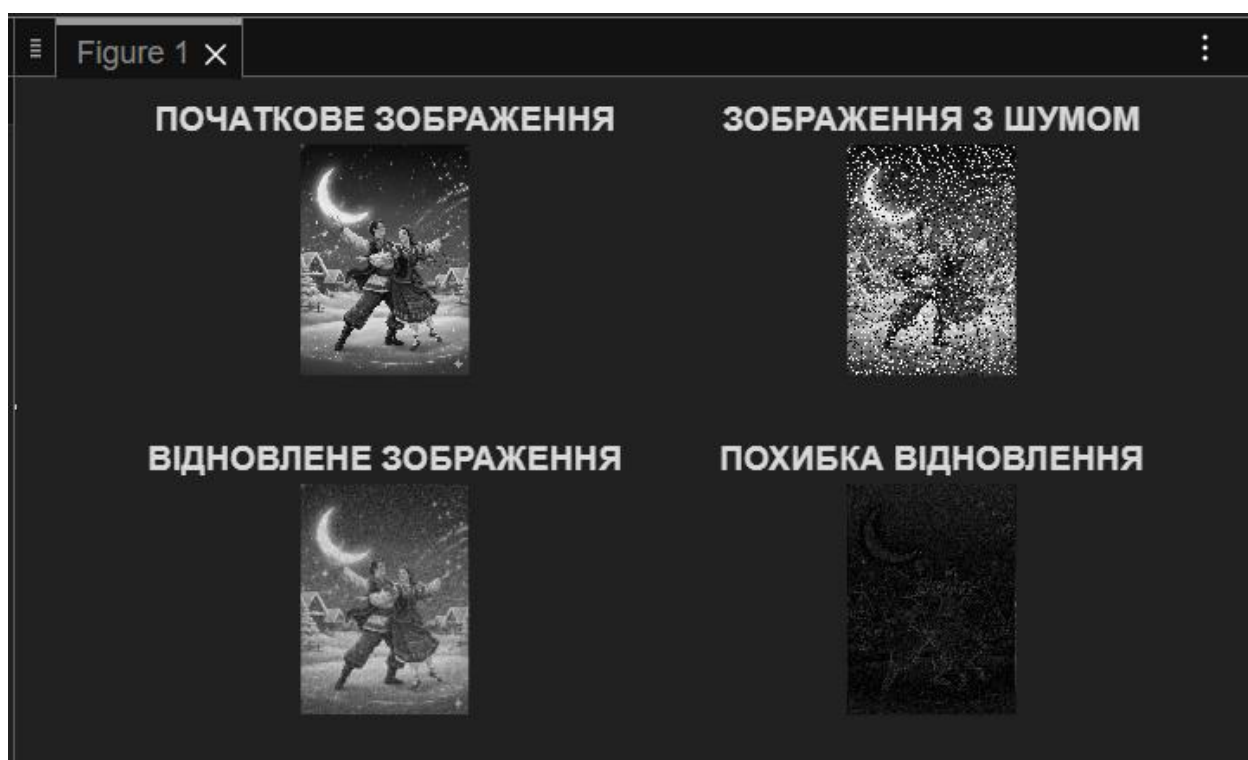 Figure 1
ПОЧАТКОВЕ ЗОБРАЖЕННЯ
ЗОБРАЖЕННЯ З ШУМОМ
ВІДНОВЛЕНЕ ЗОБРАЖЕННЯ
ПОХИБКА ВІДНОВЛЕННЯ